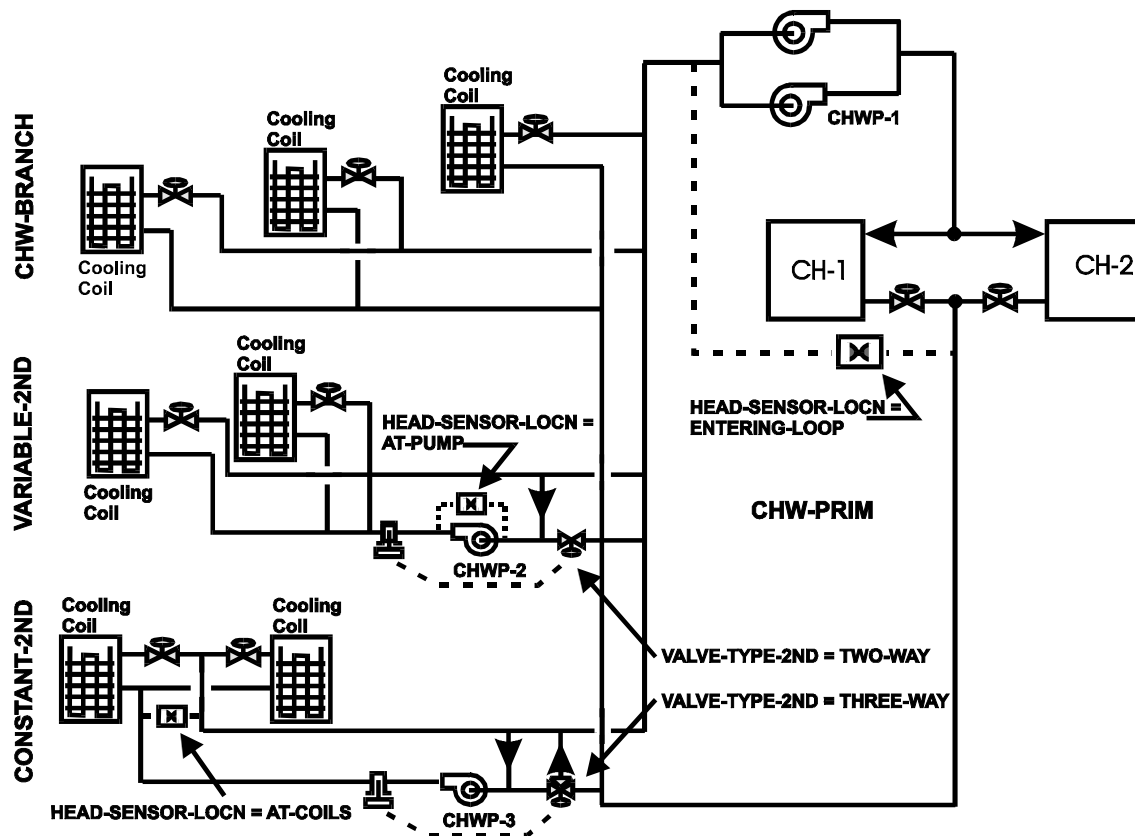 CHW-BRANCH
Cooling
Coil
Cooling
Coil
Cooling
Coil
CHWP-1
CH-1
CH-2
VARIABLE-2ND
Cooling
Coil
Cooling
Coil
HEAD-SENSOR-LOCN =
AT-PUMP
CHWP-2
HEAD-SENSOR-LOCN =
ENTERING-LOOP
CHW-PRIM
CONSTANT-2ND
Cooling
Coil
Cooling
Coil
VALVE-TYPE-2ND = TWO-WAY
VALVE-TYPE-2ND = THREE-WAY
HEAD-SENSOR-LOCN = AT-COILS
CHWP-3